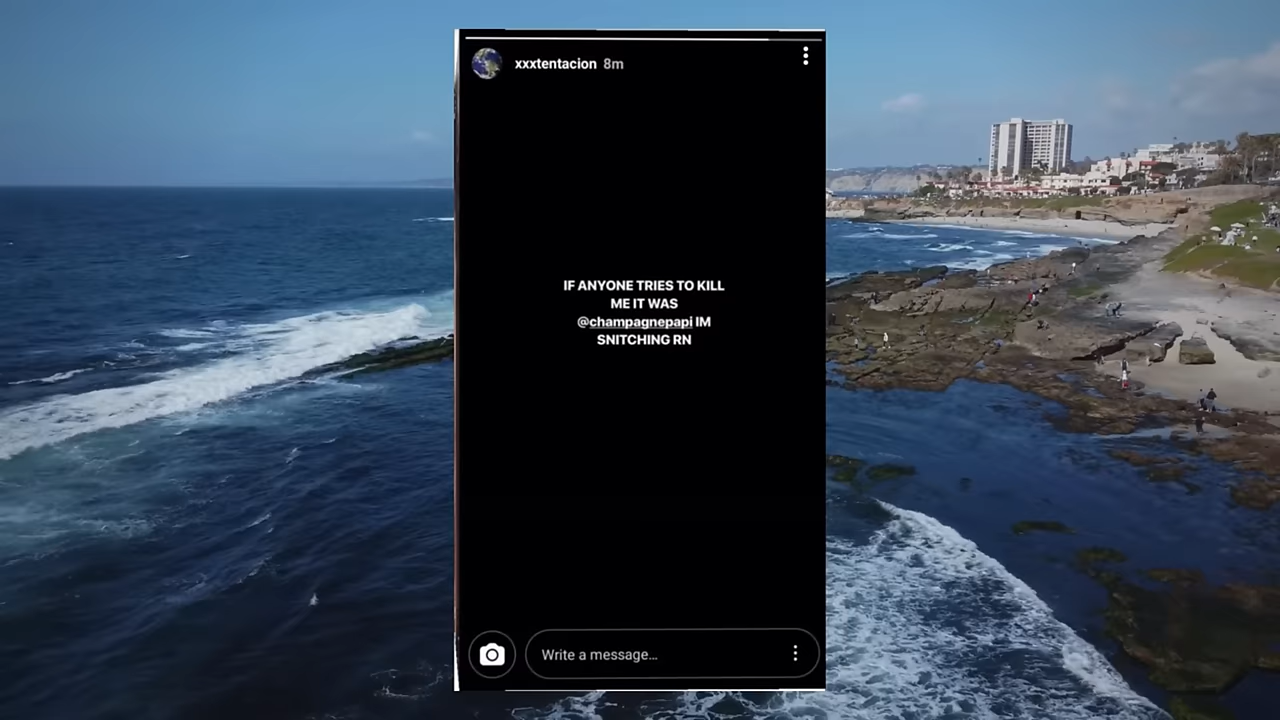 xxxtentacion 8m
IF ANYONE TRIES TO KILL
ME IT WAS
@champagnepapi IM
SNITCHING RN
Write a message...